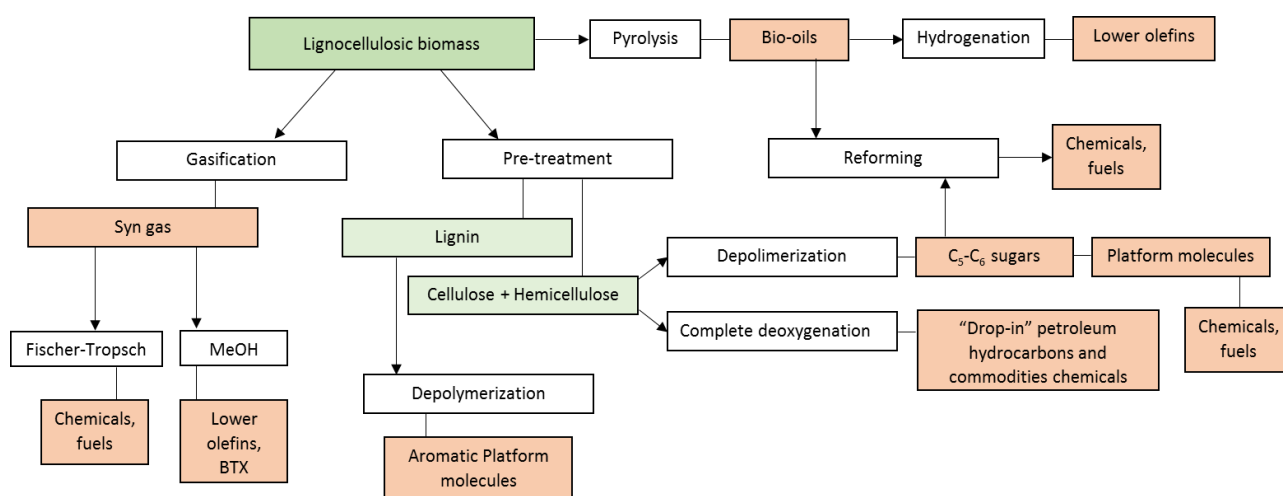 Lignocellulosic biomass
Pyrolysis
Bio-oils
Hydrogenation
Lower olefins
Gasification
Pre-treatment
Reforming
Chemicals,
fuels
Syn gas
Lignin
Depolimerization
C₅-C₆ sugars
Platform molecules
Cellulose + Hemicellulose
Fischer-Tropsch
MeOH
Complete deoxygenation
“Drop-in” petroleum
hydrocarbons and
commodities chemicals
Chemicals,
fuels
Depolymerization
Chemicals,
fuels
Lower
olefins,
BTX
Aromatic Platform
molecules